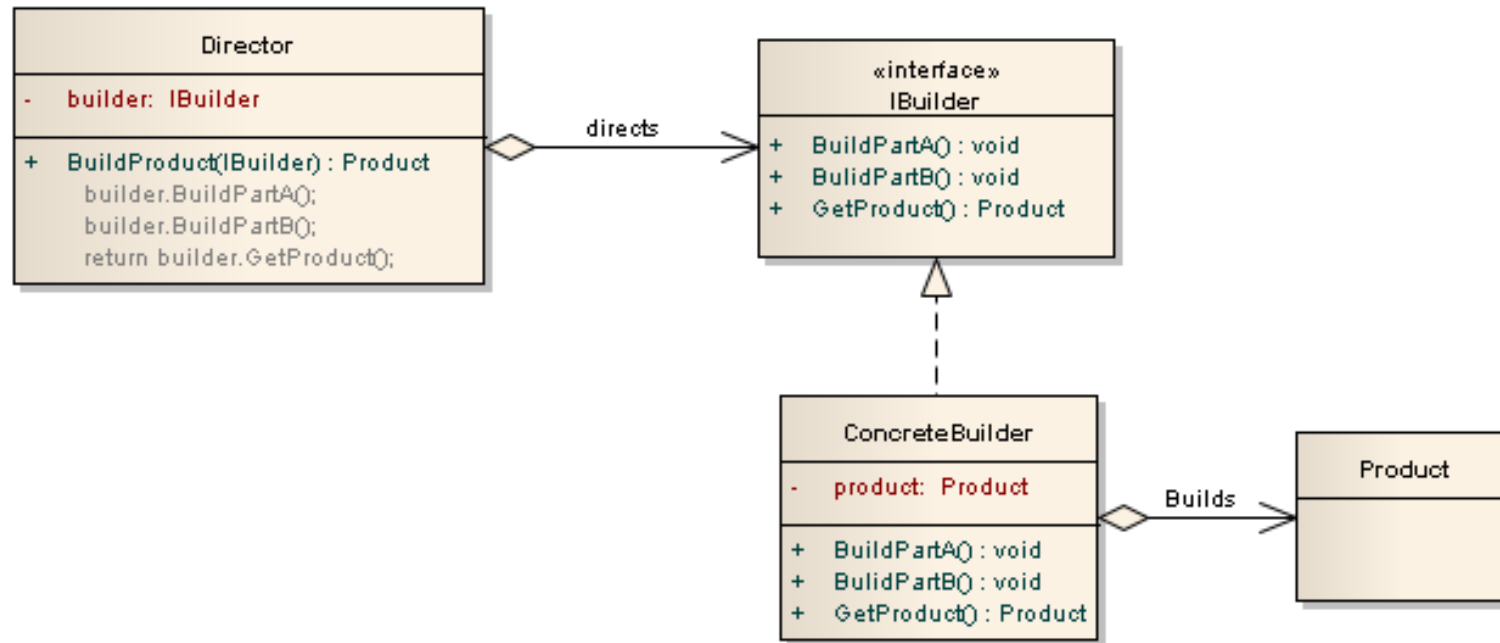 Director
- builder: IBuilder
+ BuildProduct(IBuilder) : Product
builder.BuildPartA();
builder.BuildPartB();
return builder.GetProduct();
directs
«interface»
IBuilder
+ BuildPartA() : void
+ BulidPartB() : void
+ GetProduct() : Product
ConcreteBuilder
- product: Product
+ BuildPartA() : void
+ BulidPartB() : void
+ GetProduct() : Product
Builds
Product